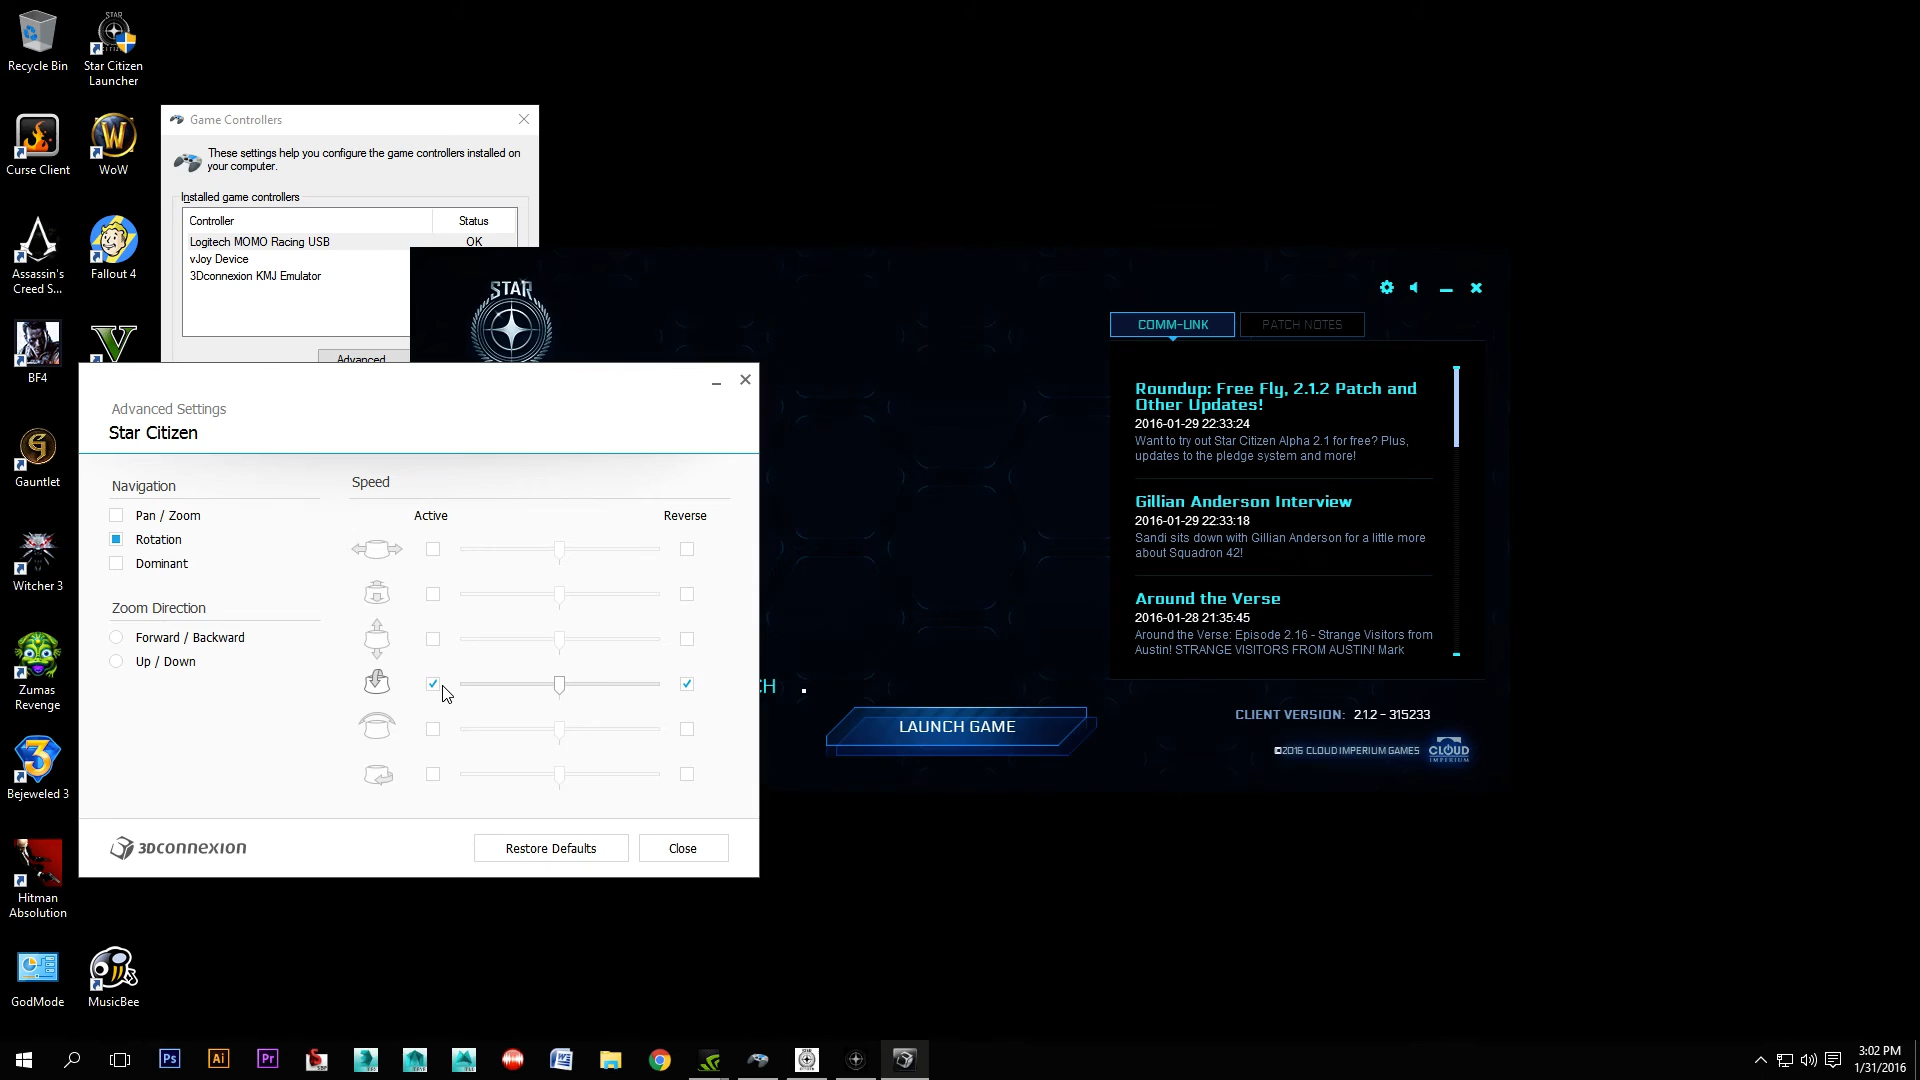 Recycle Bin
Star Citizen
Launcher
Curse Client
WoW
Assassin's
Creed S...
Fallout 4
BF4
Gauntlet
Witcher 3
Zumas
Revenge
Bejeweled 3
Hitman
Absolution
GodMode
MusicBee
Game Controllers
These settings help you configure the game controllers installed on
your computer.
Installed game controllers
Controller Status
Logitech MOMO Racing USB OK
vJoy Device
3Dconnexion KMJ Emulator
Advanced
Advanced Settings
Star Citizen
Navigation
Pan / Zoom
Rotation
Dominant
Zoom Direction
Forward / Backward
Up / Down
Speed
Active Reverse
3Dconnexion
Restore Defaults
Close
STAR
COMM-LINK
PATCH NOTES
Roundup: Free Fly, 2.1.2 Patch and
Other Updates!
2016-01-29 22:33:24
Want to try out Star Citizen Alpha 2.1 for free? Plus,
updates to the pledge system and more!
Gillian Anderson Interview
2016-01-29 22:33:18
Sandi sits down with Gillian Anderson for a little more
about Squadron 42!
Around the Verse
2016-01-28 21:35:45
Around the Verse: Episode 2.16 - Strange Visitors from
Austin! STRANGE VISITORS FROM AUSTIN! Mark
CH
LAUNCH GAME
CLIENT VERSION: 2.1.2 - 315233
©2016 CLOUD IMPERIUM GAMES
CLOUD
IMPERIUM
Ps
Ai
Pr
3:02 PM
1/31/2016